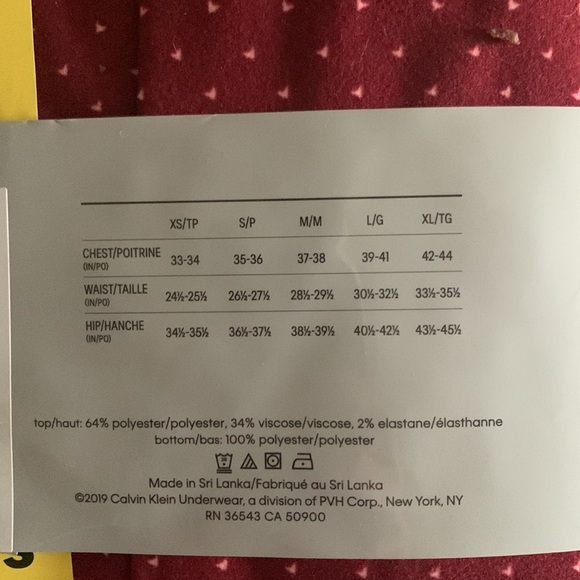 XS/TP S/P M/M L/G XL/TG
CHEST/POITRINE 33-34 35-36 37-38 39-41 42-44
(IN/PO)
WAIST/TAILLE 24½-25½ 26½-27½ 28½-29½ 30½-32½ 33½-35½
(IN/PO)
HIP/HANCHE 34½-35½ 36½-37½ 38½-39½ 40½-42½ 43½-45½
(IN/PO)
top/haut: 64% polyester/polyester, 34% viscose/viscose, 2% elastane/élasthanne
bottom/bas: 100% polyester/polyester
Made in Sri Lanka/Fabriqué au Sri Lanka
©2019 Calvin Klein Underwear, a division of PVH Corp., New York, NY
RN 36543 CA 50900